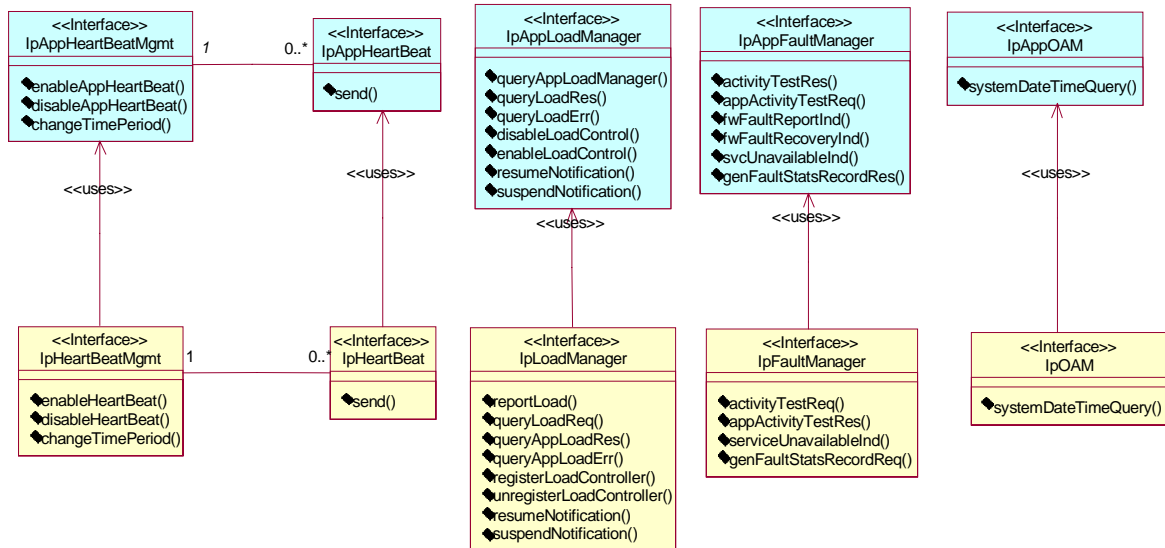 <<Interface>>
IpAppHeartBeatMgmt
enableAppHeartBeat()
disableAppHeartBeat()
changeTimePeriod()
1
0..*
<<Interface>>
IpAppHeartBeat
send()
<<Interface>>
IpAppLoadManager
queryAppLoadManager()
queryLoadRes()
queryLoadErr()
disableLoadControl()
enableLoadControl()
resumeNotification()
suspendNotification()
<<Interface>>
IpAppFaultManager
activityTestRes()
appActivityTestReq()
fwFaultReportInd()
fwFaultRecoveryInd()
svcUnavailableInd()
genFaultStatsRecordRes()
<<Interface>>
IpAppOAM
systemDateTimeQuery()
<<uses>>
<<uses>>
<<uses>>
<<uses>>
<<uses>>
<<Interface>>
IpHeartBeatMgmt
enableHeartBeat()
disableHeartBeat()
changeTimePeriod()
1
0..*
<<Interface>>
IpHeartBeat
send()
<<Interface>>
IpLoadManager
reportLoad()
queryLoadReq()
queryAppLoadRes()
queryAppLoadErr()
registerLoadController()
unregisterLoadController()
resumeNotification()
suspendNotification()
<<Interface>>
IpFaultManager
activityTestReq()
appActivityTestRes()
serviceUnavailableInd()
genFaultStatsRecordReq()
<<Interface>>
IpOAM
systemDateTimeQuery()